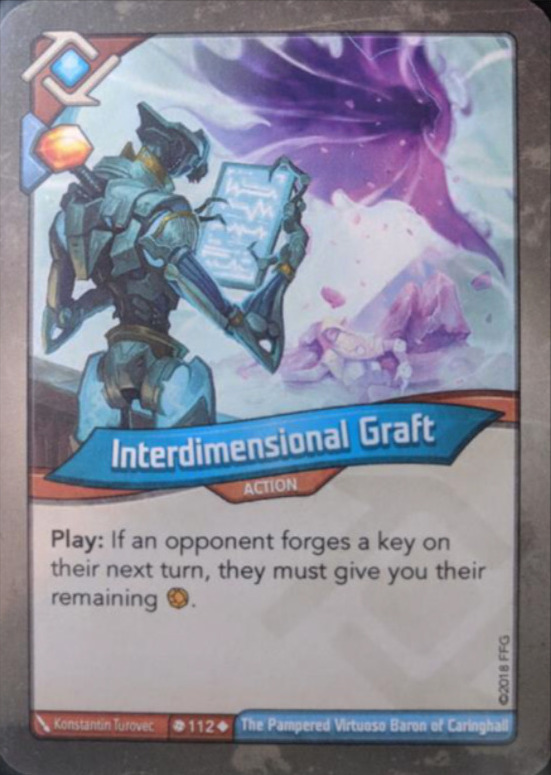 Interdimensional Graft
ACTION
Play: If an opponent forges a key on
their next turn, they must give you their
remaining .
©2018 FFG
Konstantin Turovec
112
The Pampered Virtuoso Baron of Caringhall